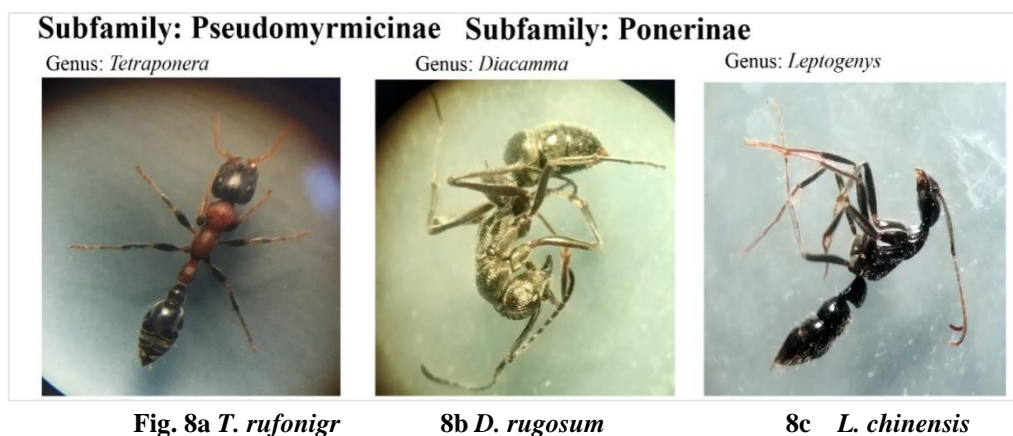 Subfamily: Pseudomyrmicinae Subfamily: Ponerinae
Genus: Tetraponera Genus: Diacamma Genus: Leptogenys
Fig. 8a T. rufonigr 8b D. rugosum 8c L. chinensis